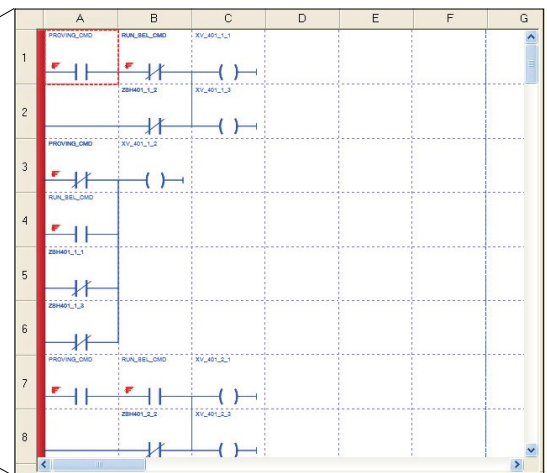 A B C D E F G
1 PROVING_CMD RUN_SEL_CMD XV_401_1_1
2 ZSH401_1_2 XV_401_1_3
3 PROVING_CMD XV_401_1_2
4 RUN_SEL_CMD
5 ZSH401_1_1
6 ZSH401_1_3
7 PROVING_CMD RUN_SEL_CMD XV_401_2_1
8 ZSH401_2_2 XV_401_2_3